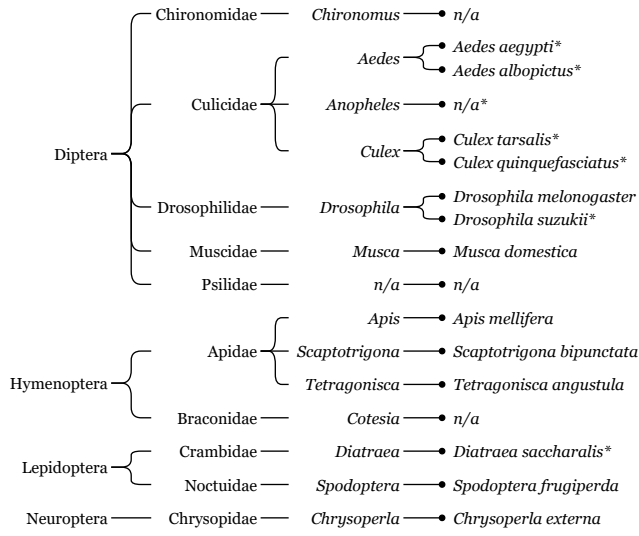 Chironomidae Chironomus n/a
Aedes aegypti*
Aedes
Aedes albopictus*
Culicidae Anopheles n/a*
Culex tarsalis*
Culex
Diptera
Culex quinquefasciatus*
Drosophila melonogaster
Drosophilidae Drosophila
Drosophila suzukii*
Muscidae Musca Musca domestica
Psilidae n/a n/a
Apis Apis mellifera
Apidae Scaptotrigona Scaptotrigona bipunctata
Hymenoptera
Tetragonisca Tetragonisca angustula
Braconidae Cotesia n/a
Crambidae Diatraea Diatraea saccharalis*
Lepidoptera
Noctuidae Spodoptera Spodoptera frugiperda
Neuroptera Chrysopidae Chrysoperla Chrysoperla externa